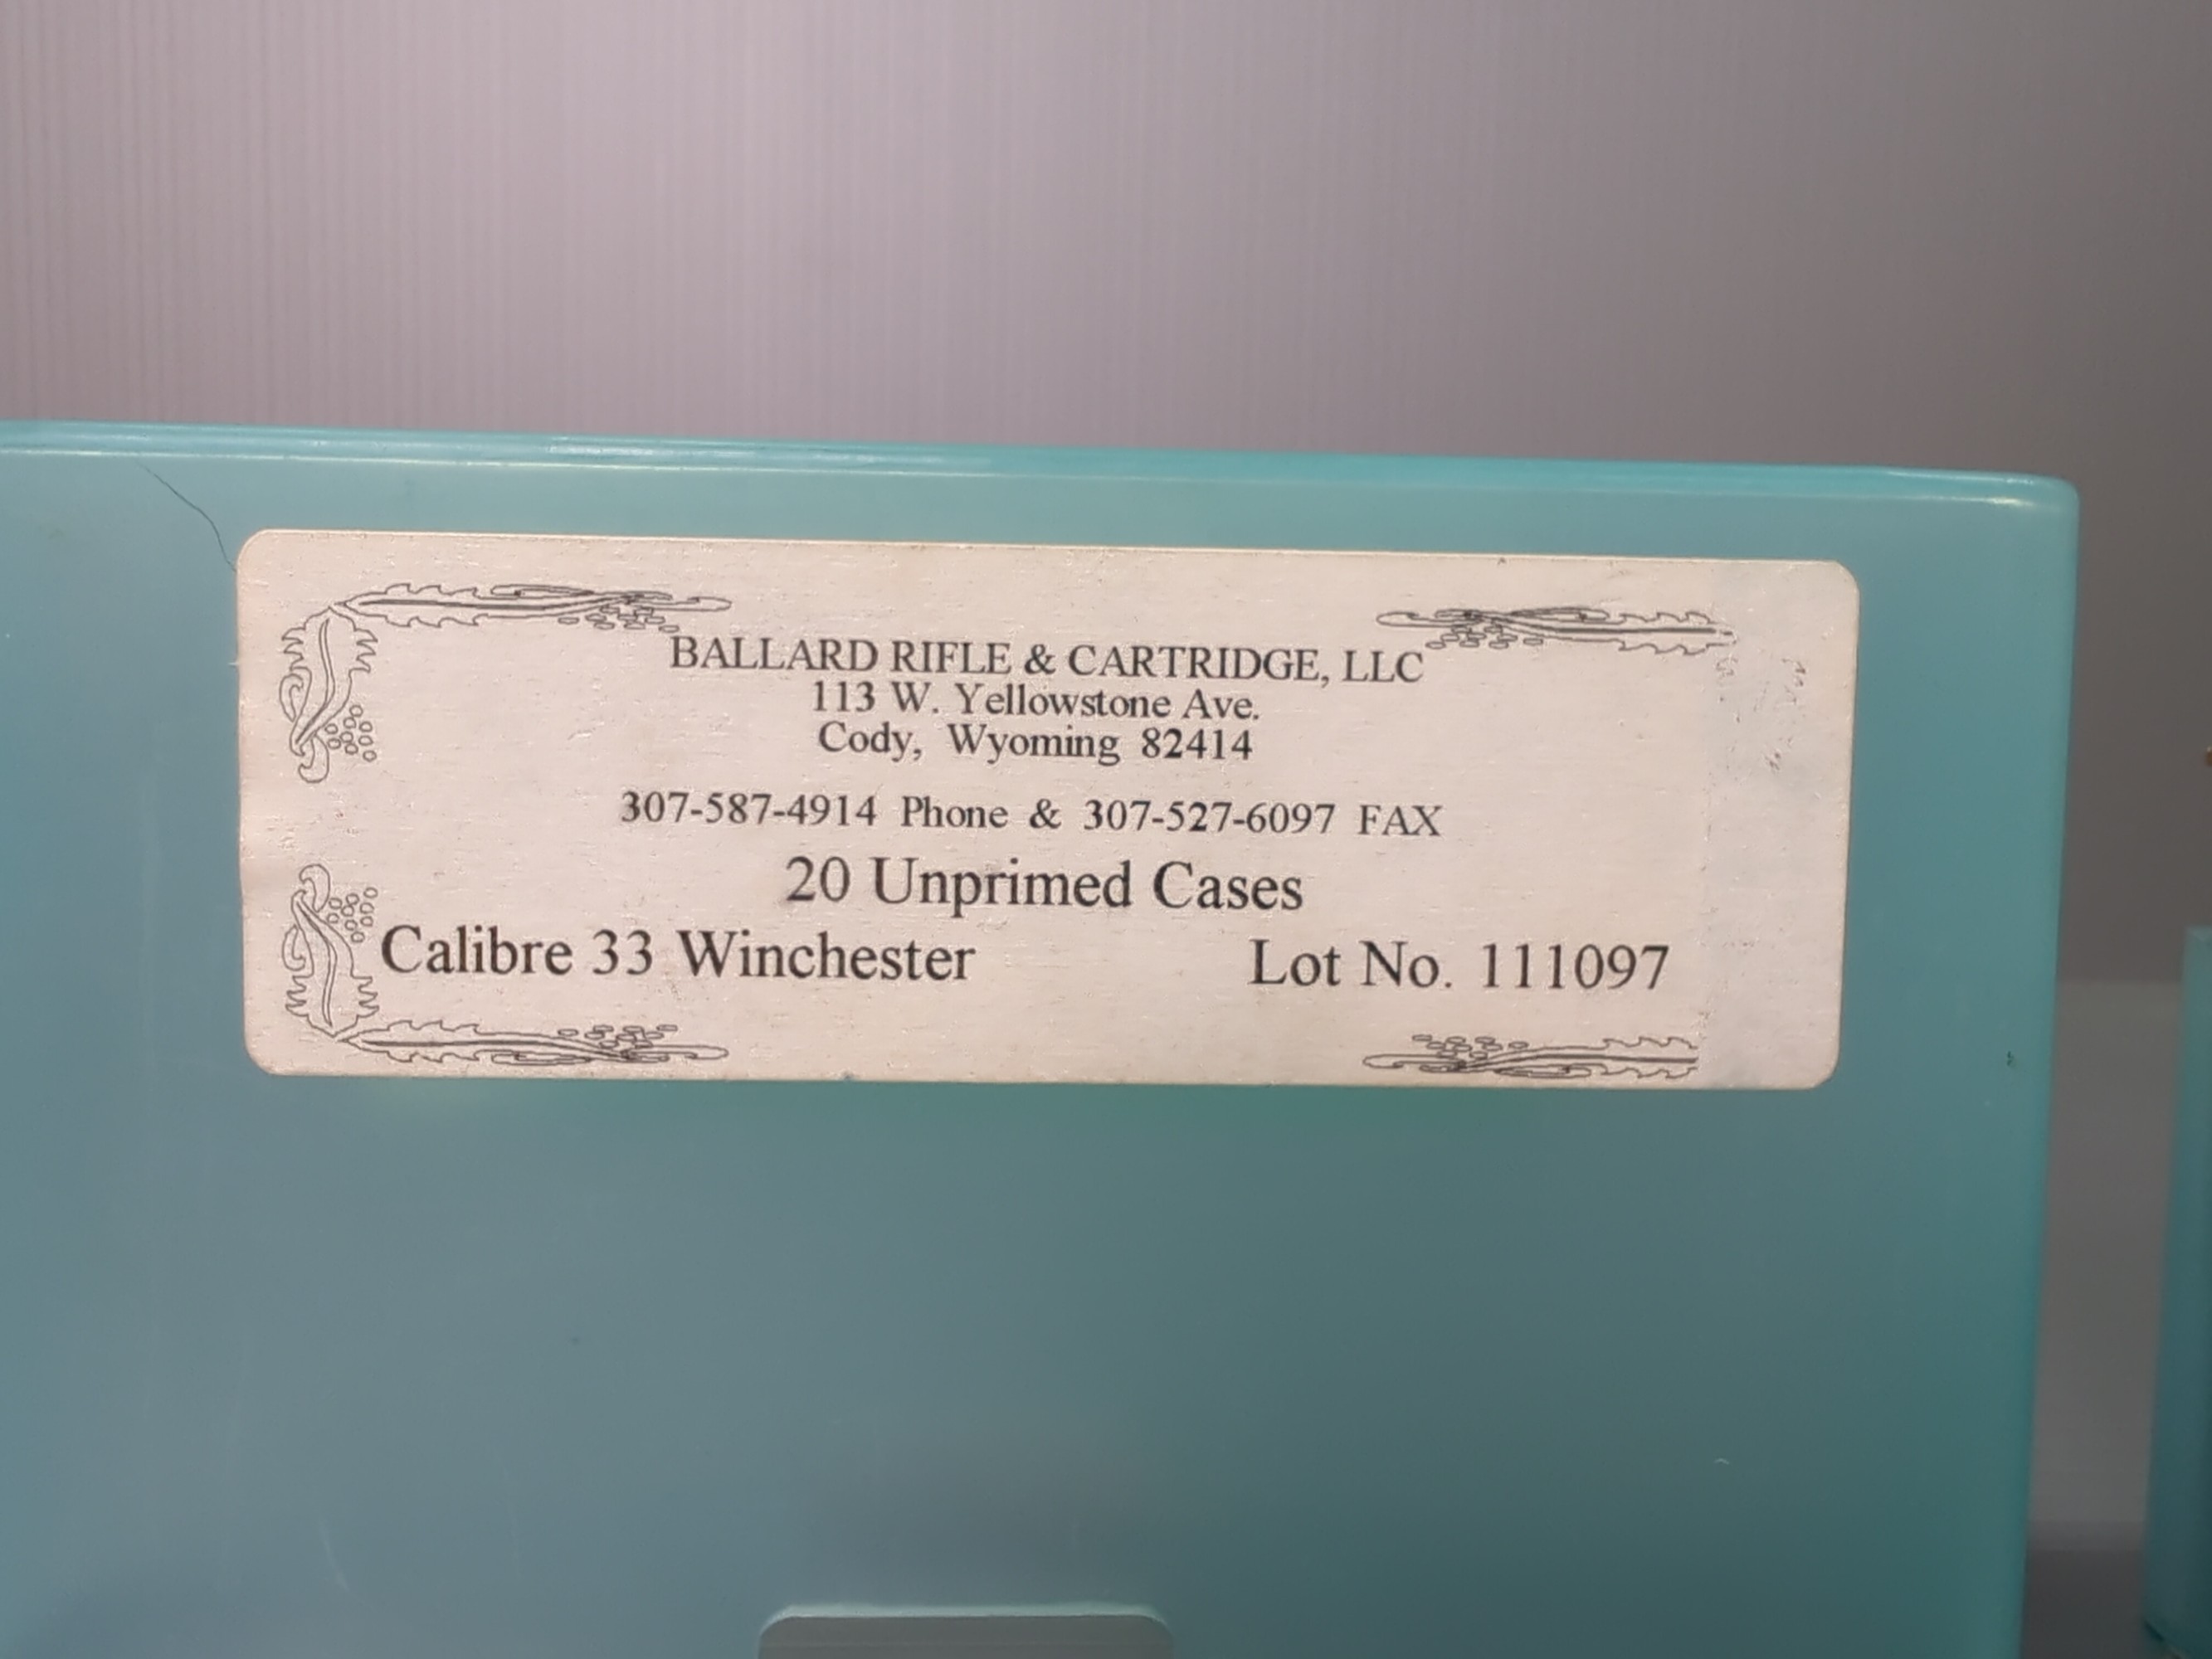 BALLARD RIFLE & CARTRIDGE, LLC
113 W. Yellowstone Ave.
Cody, Wyoming 82414
307-587-4914 Phone & 307-527-6097 FAX
20 Unprimed Cases
Calibre 33 Winchester Lot No. 111097